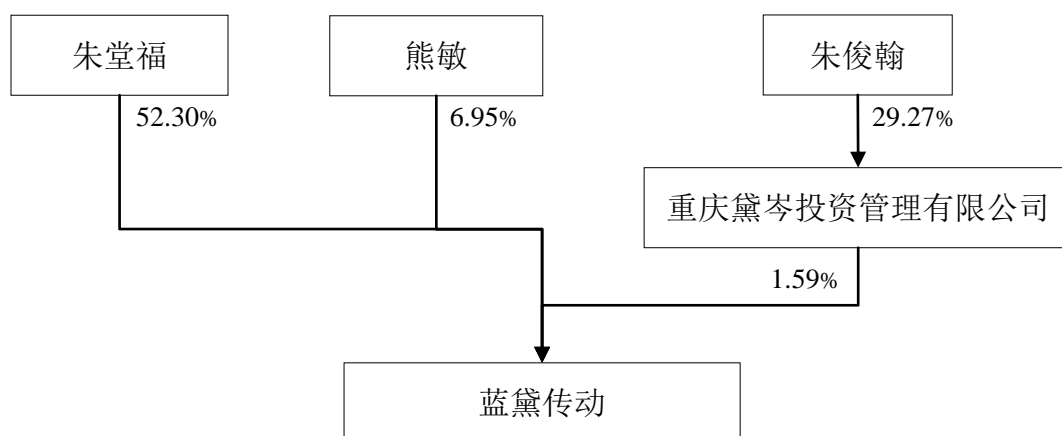 朱堂福
熊敏
朱俊翰
52.30%
6.95%
29.27%
重庆黛岑投资管理有限公司
1.59%
蓝黛传动